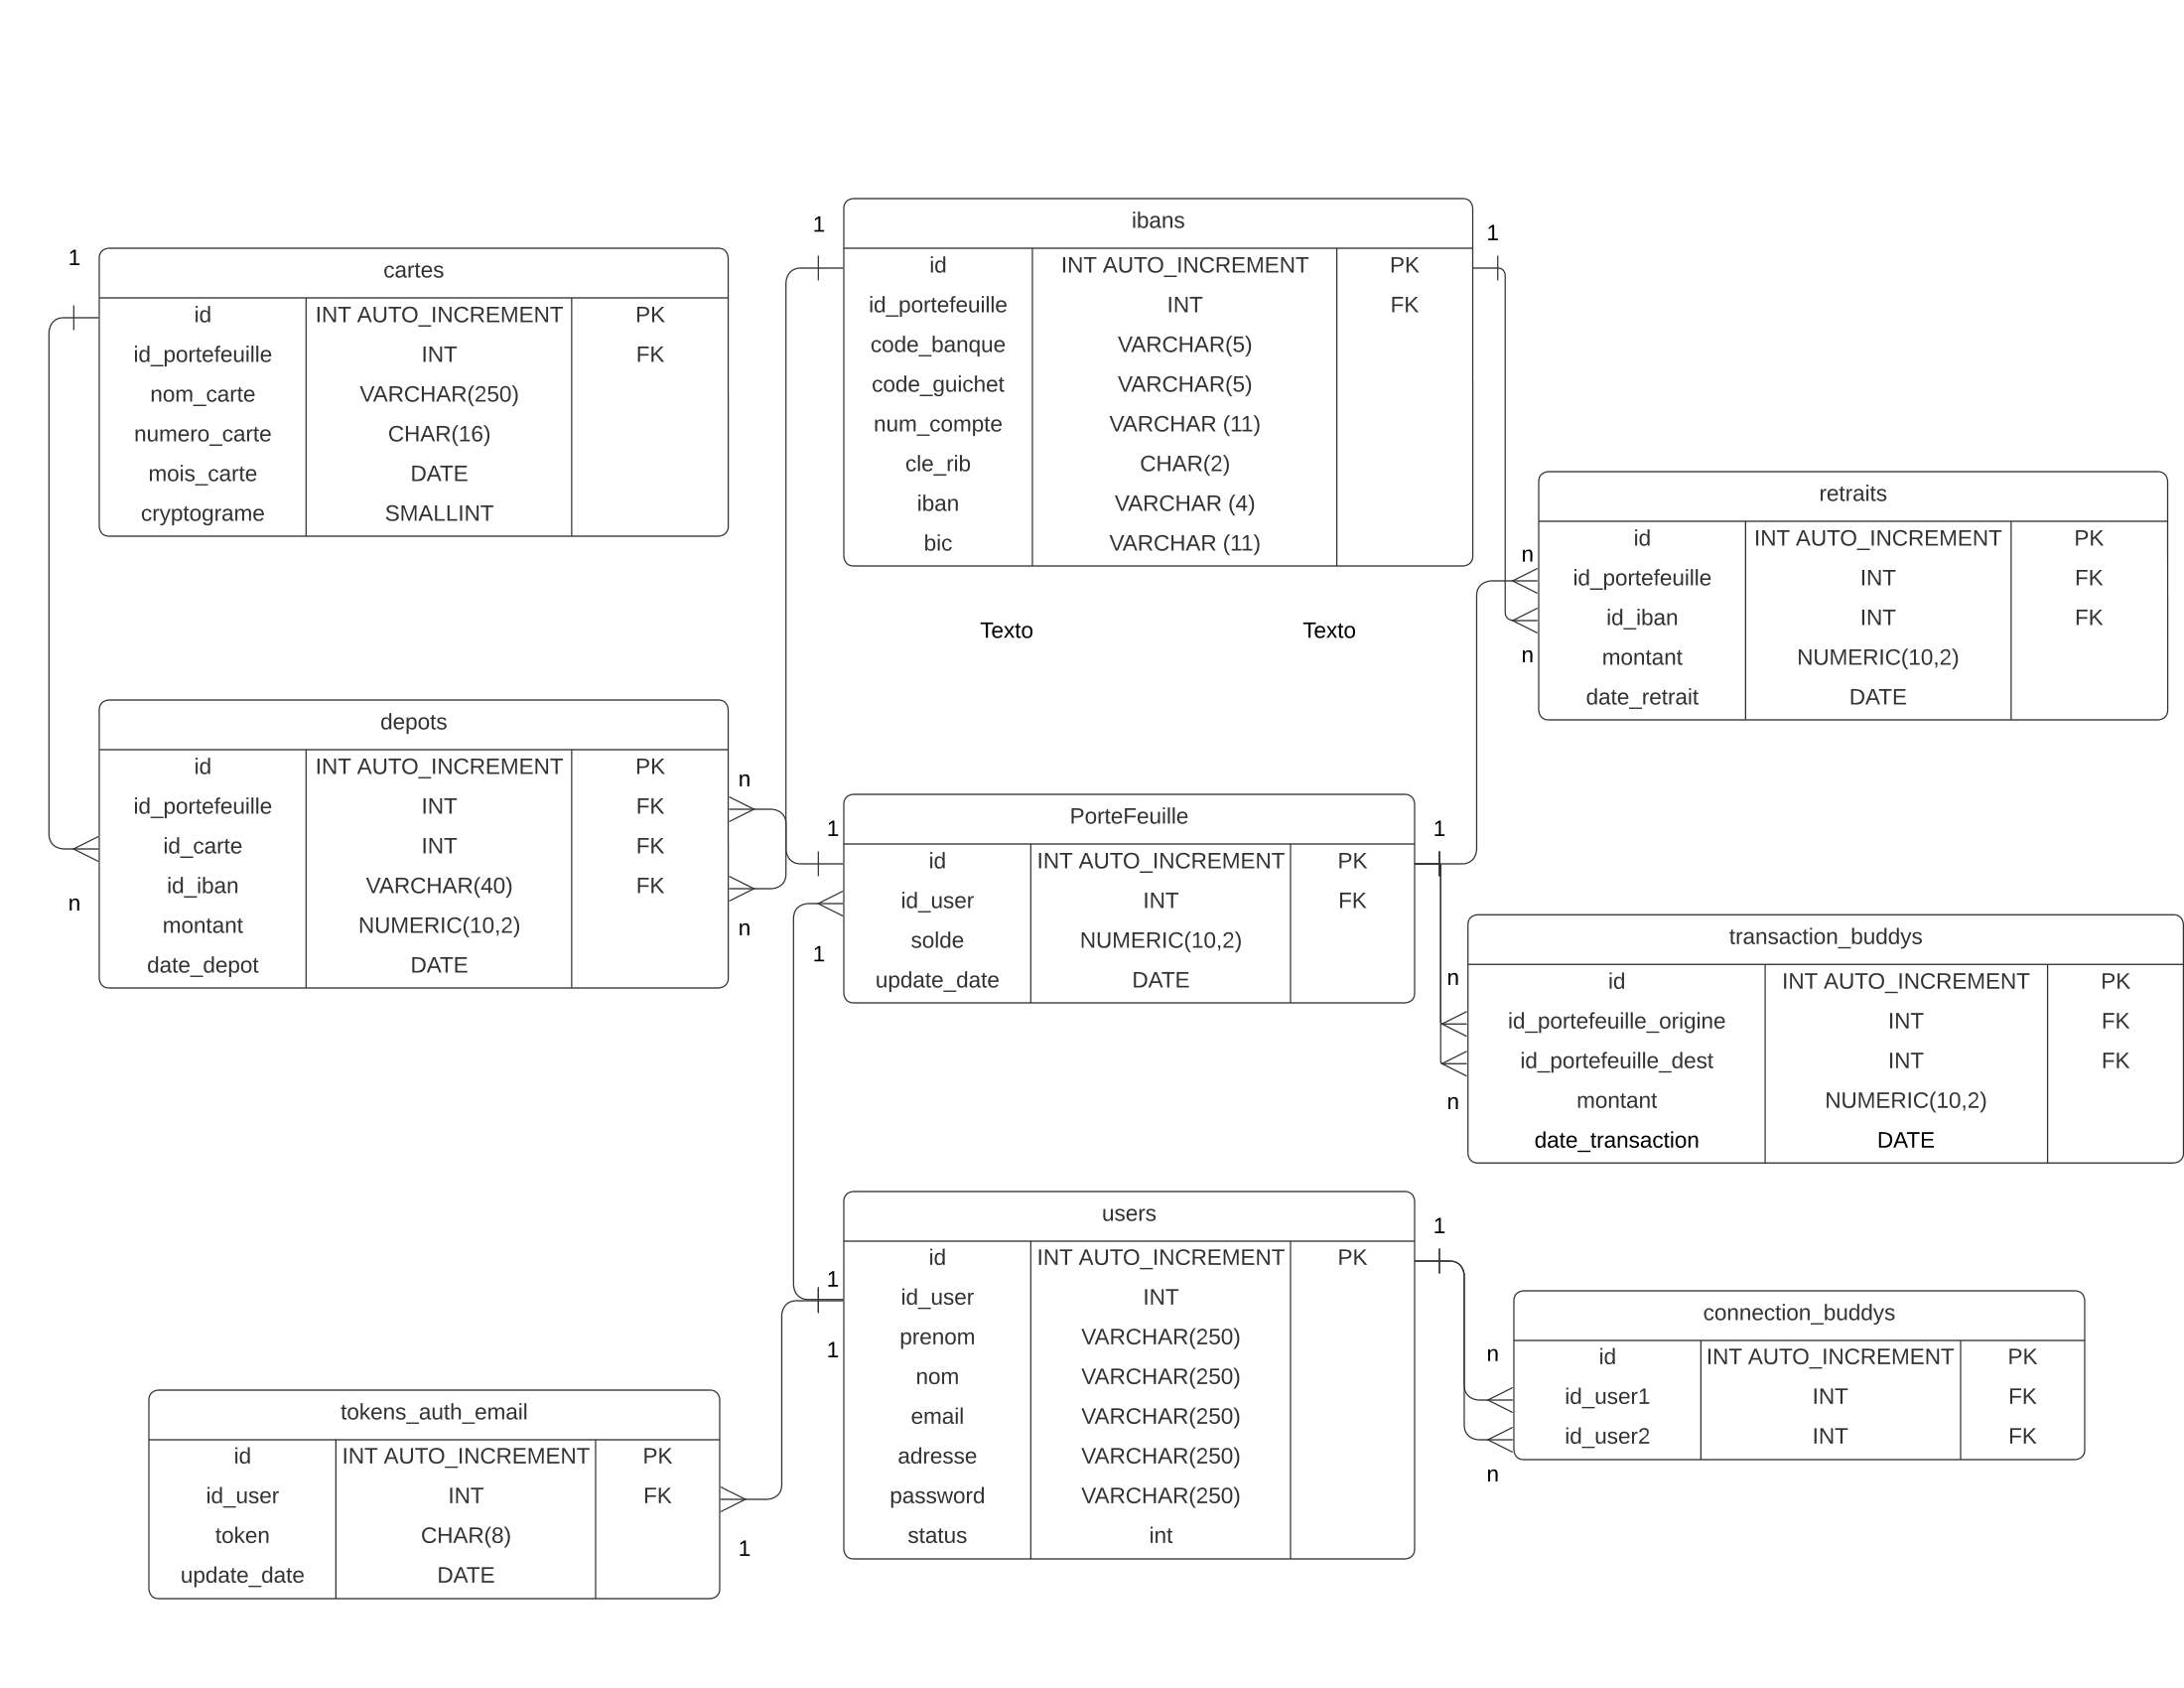 1
cartes
id INT AUTO_INCREMENT PK
id_portefeuille INT FK
nom_carte VARCHAR(250)
numero_carte CHAR(16)
mois_carte DATE
cryptograme SMALLINT
1
ibans
1
id INT AUTO_INCREMENT PK
id_portefeuille INT FK
code_banque VARCHAR(5)
code_guichet VARCHAR(5)
num_compte VARCHAR (11)
cle_rib CHAR(2)
iban VARCHAR (4)
bic VARCHAR (11)
Texto Texto
retraits
n
id INT AUTO_INCREMENT PK
id_portefeuille INT FK
id_iban INT FK
n
montant NUMERIC(10,2)
date_retrait DATE
depots
id INT AUTO_INCREMENT PK
id_portefeuille INT FK
id_carte INT FK
id_iban VARCHAR(40) FK
montant NUMERIC(10,2)
date_depot DATE
n
n
n
PorteFeuille
1
1
id INT AUTO_INCREMENT PK
id_user INT FK
solde NUMERIC(10,2)
update_date DATE
1
transaction_buddys
n
id INT AUTO_INCREMENT PK
id_portefeuille_origine INT FK
id_portefeuille_dest INT FK
n
montant NUMERIC(10,2)
date_transaction DATE
users
1
id INT AUTO_INCREMENT PK
1
id_user INT
1
prenom VARCHAR(250)
nom VARCHAR(250)
email VARCHAR(250)
adresse VARCHAR(250)
password VARCHAR(250)
status int
connection_buddys
n
id INT AUTO_INCREMENT PK
id_user1 INT FK
id_user2 INT FK
n
tokens_auth_email
id INT AUTO_INCREMENT PK
id_user INT FK
token CHAR(8)
update_date DATE
1